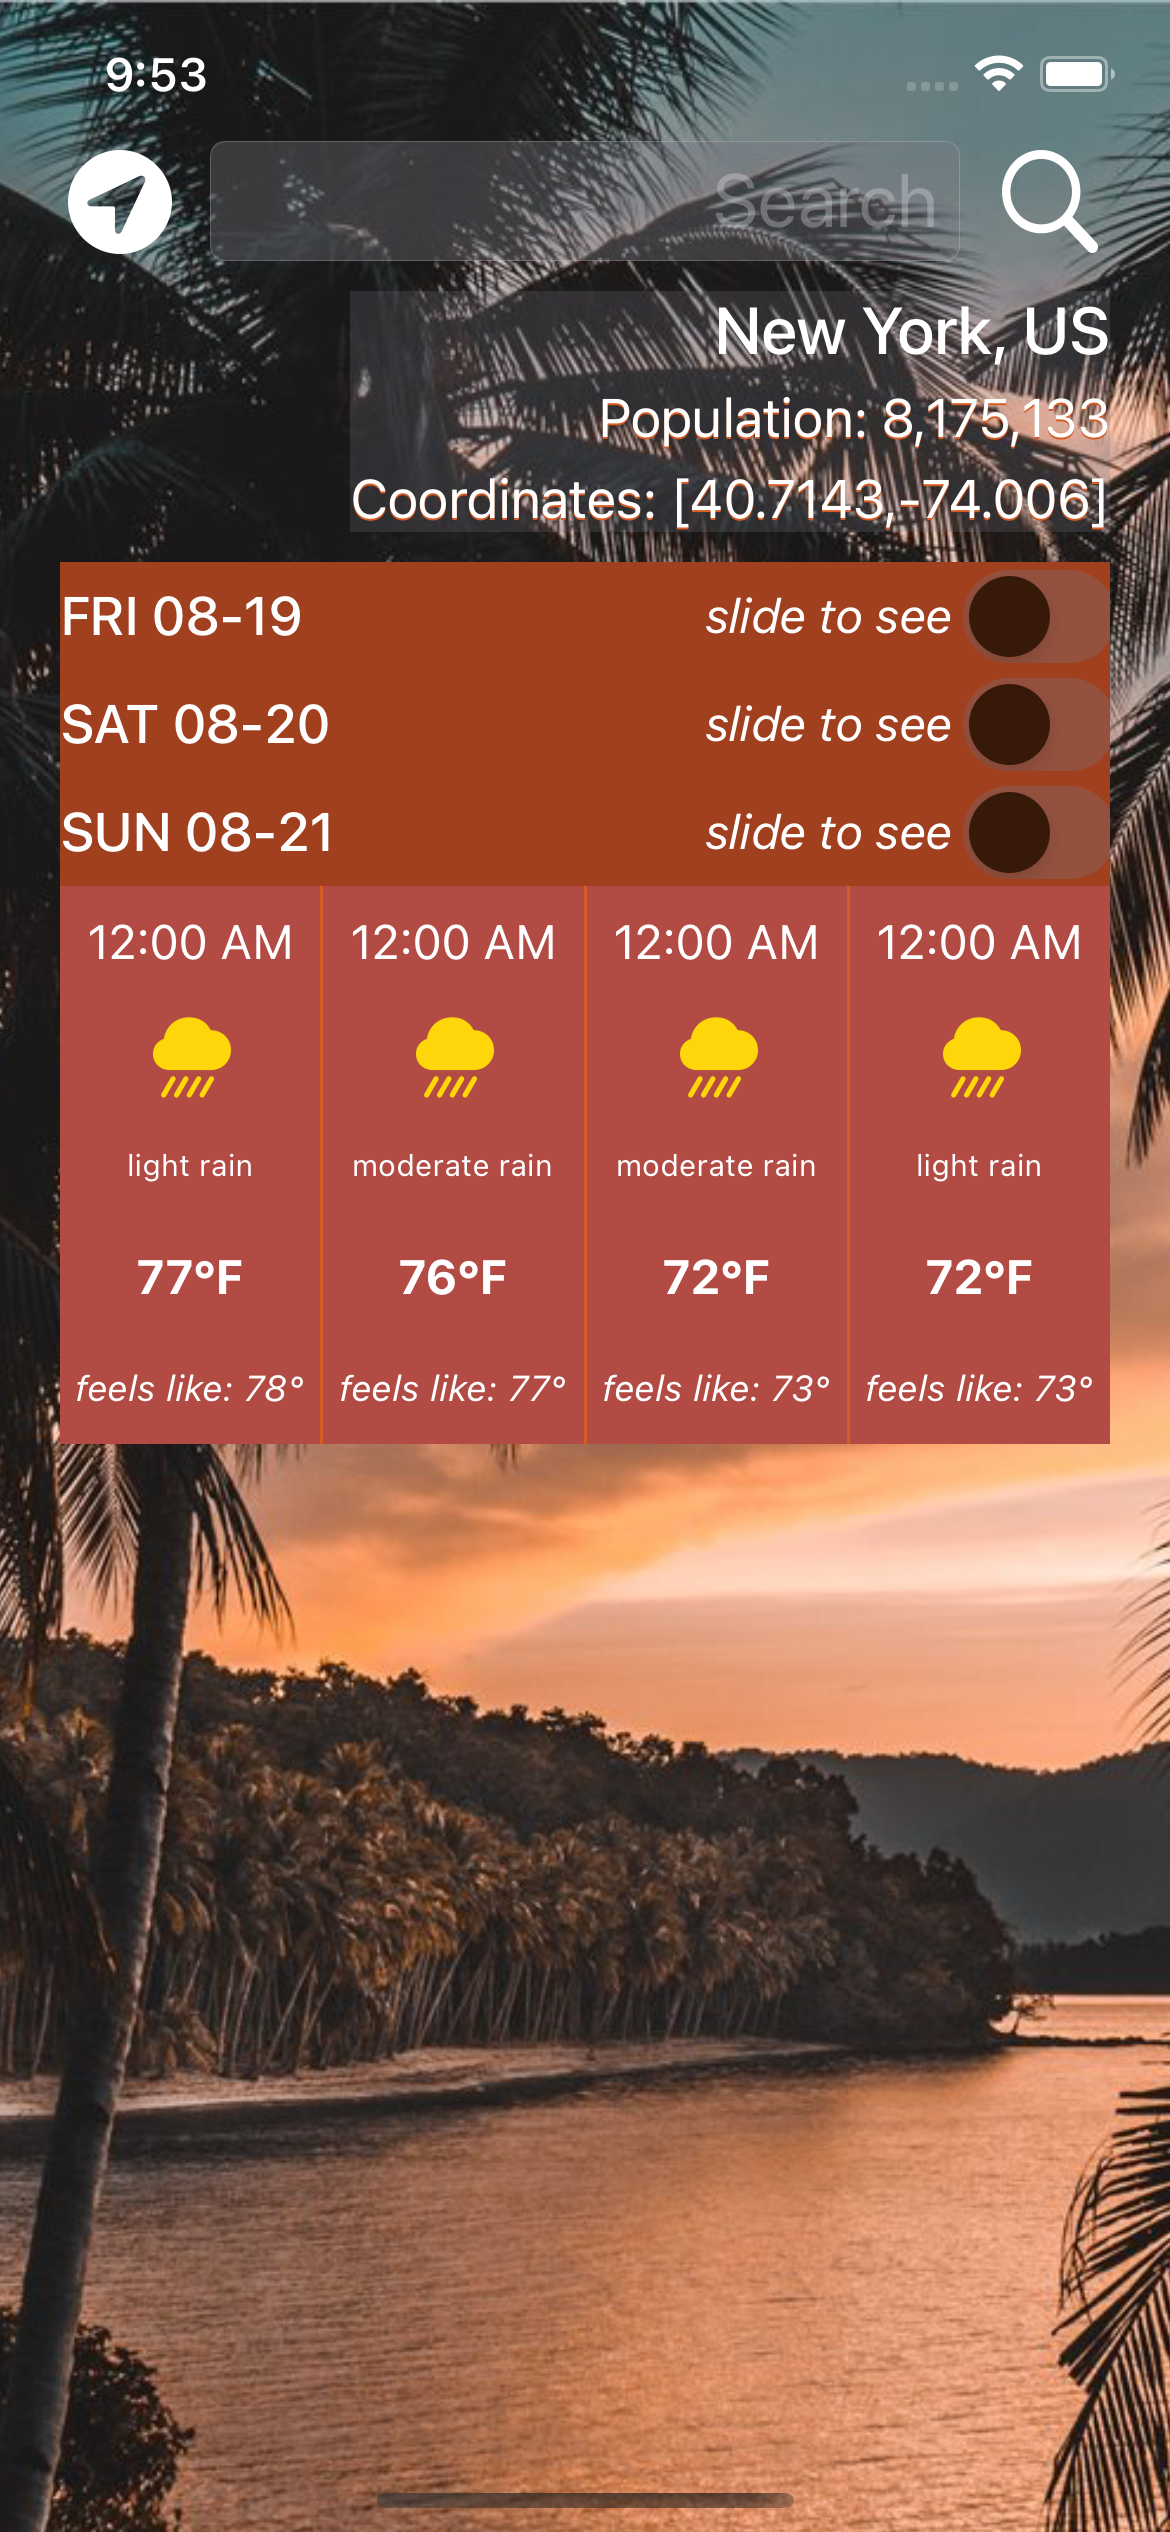 9:53
Search
New York, US
Population: 8,175,133
Coordinates: [40.7143,-74.006]
FRI 08-19 slide to see
SAT 08-20 slide to see
SUN 08-21 slide to see
12:00 AM 12:00 AM 12:00 AM 12:00 AM
light rain moderate rain moderate rain light rain
77°F 76°F 72°F 72°F
feels like: 78° feels like: 77° feels like: 73° feels like: 73°